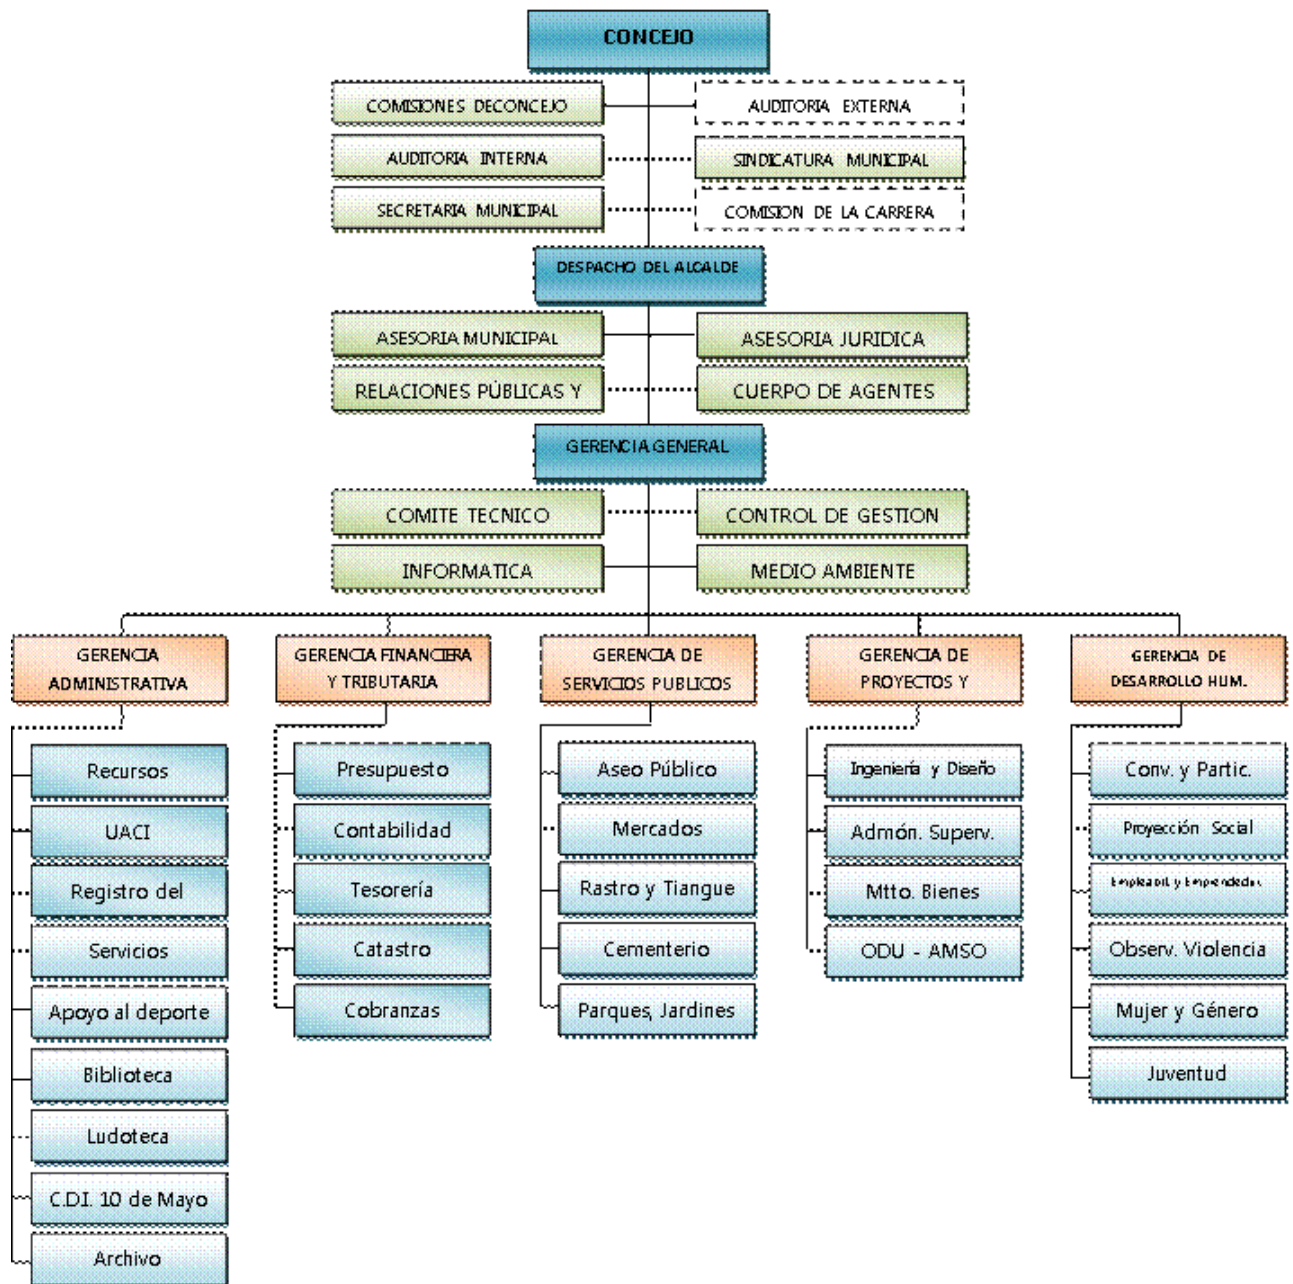 CONCEJO
COMISIONES DECONCEJO
AUDITORIA EXTERNA
AUDITORIA INTERNA
SINDICATURA MUNICIPAL
SECRETARIA MUNICIPAL
COMISION DE LA CARRERA
DESPACHO DEL ALCALDE
ASESORIA MUNICIPAL
ASESORIA JURIDICA
RELACIONES PÚBLICAS Y
CUERPO DE AGENTES
GERENCIA GENERAL
COMITE TECNICO
CONTROL DE GESTION
INFORMATICA
MEDIO AMBIENTE
GERENCIA
ADMINISTRATIVA
GERENCIA FINANCIERA
Y TRIBUTARIA
GERENCIA DE
SERVICIOS PUBLICOS
GERENCIA DE
PROYECTOS Y
GERENCIA DE
DESARROLLO HUM.
Recursos
UACI
Registro del
Servicios
Apoyo al deporte
Biblioteca
Ludoteca
C.DI. 10 de Mayo
Archivo
Presupuesto
Contabilidad
Tesorería
Catastro
Cobranzas
Aseo Público
Mercados
Rastro y Tiangue
Cementerio
Parques, Jardines
Ingeniería y Diseño
Admón. Superv.
Mtto. Bienes
ODU - AMSO
Conv. y Partic.
Proyección Social
y
Observ. Violencia
Mujer y Género
Juventud